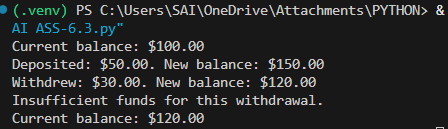 (.venv) PS C:\Users\SAI\OneDrive\Attachments\PYTHON> &
AI ASS-6.3.py"
Current balance: $100.00
Deposited: $50.00. New balance: $150.00
Withdrew: $30.00. New balance: $120.00
Insufficient funds for this withdrawal.
Current balance: $120.00